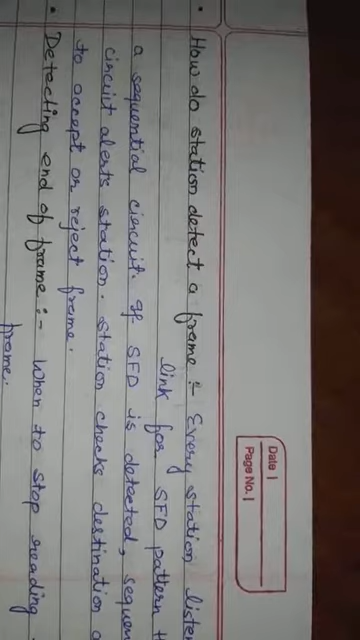 Date |
Page No. |
• How do station detect a frame :- Every station listen
link for SFD pattern
a sequential circuit. If SFD is detected, sequen
circuit alerts station. Station checks destination a
to accept or reject frame.
• Detecting end of frame :- When to stop reading
frame.